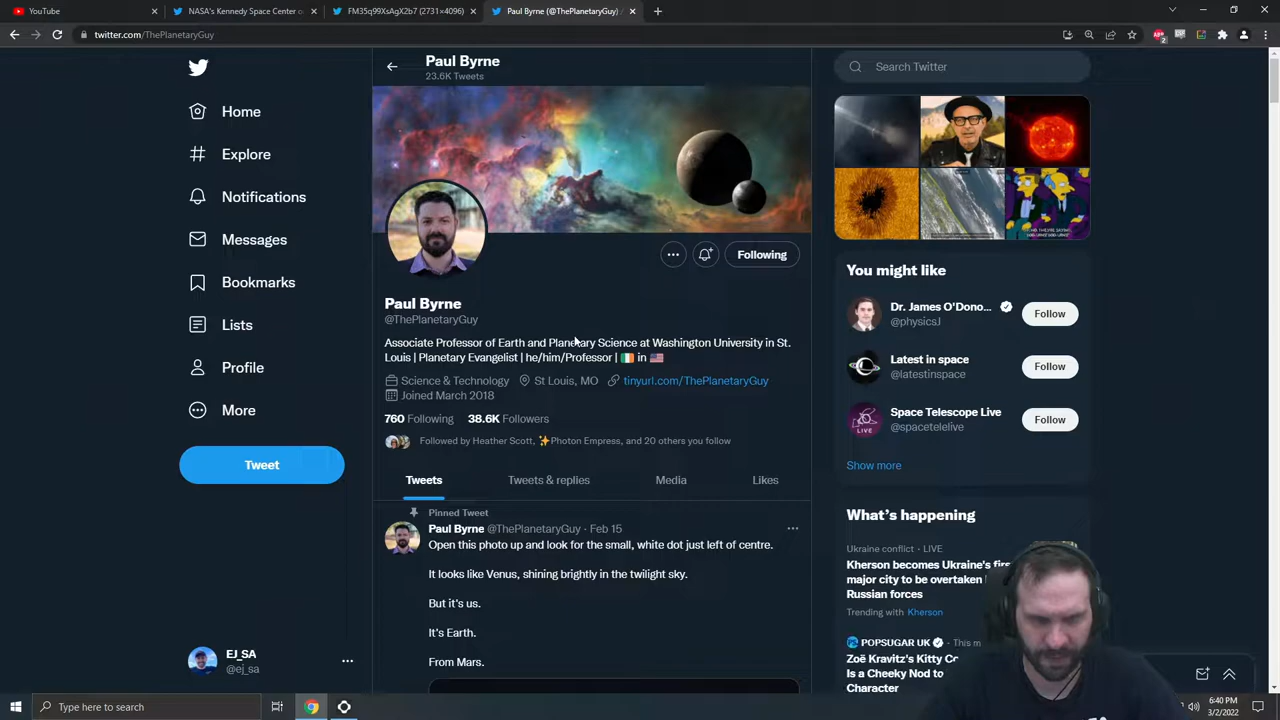 YouTube
NASA's Kennedy Space Center o
FM35q99XsAgX2b7 (2731×4096)
Paul Byrne (@ThePlanetaryGuy)
twitter.com/ThePlanetaryGuy
2
Home
Explore
Notifications
Messages
Bookmarks
Lists
Profile
More
Tweet
EJ_SA
@ej_sa
Paul Byrne
23.6K Tweets
Following
Paul Byrne
@ThePlanetaryGuy
Associate Professor of Earth and Planetary Science at Washington University in St.
Louis | Planetary Evangelist | he/him/Professor | 🇮🇪 in 🇺🇸
Science & Technology St Louis, MO tinyurl.com/ThePlanetaryGuy
Joined March 2018
760 Following 38.6K Followers
Followed by Heather Scott, ✨Photon Empress, and 20 others you follow
Tweets Tweets & replies Media Likes
Pinned Tweet
Paul Byrne @ThePlanetaryGuy · Feb 15
Open this photo up and look for the small, white dot just left of centre.
It looks like Venus, shining brightly in the twilight sky.
But it's us.
It's Earth.
From Mars.
Search Twitter
You might like
Dr. James O'Dono...
@physicsJ
Follow
Latest in space
@latestinspace
Follow
LIVE
Space Telescope Live
@spacetelelive
Follow
Show more
What's happening
Ukraine conflict · LIVE
Kherson becomes Ukraine's fir
major city to be overtaken
Russian forces
Trending with Kherson
POPSUGAR UK · This m
Zoë Kravitz's Kitty Co
Is a Cheeky Nod to
Character
Type here to search
6:40 PM
3/2/2022